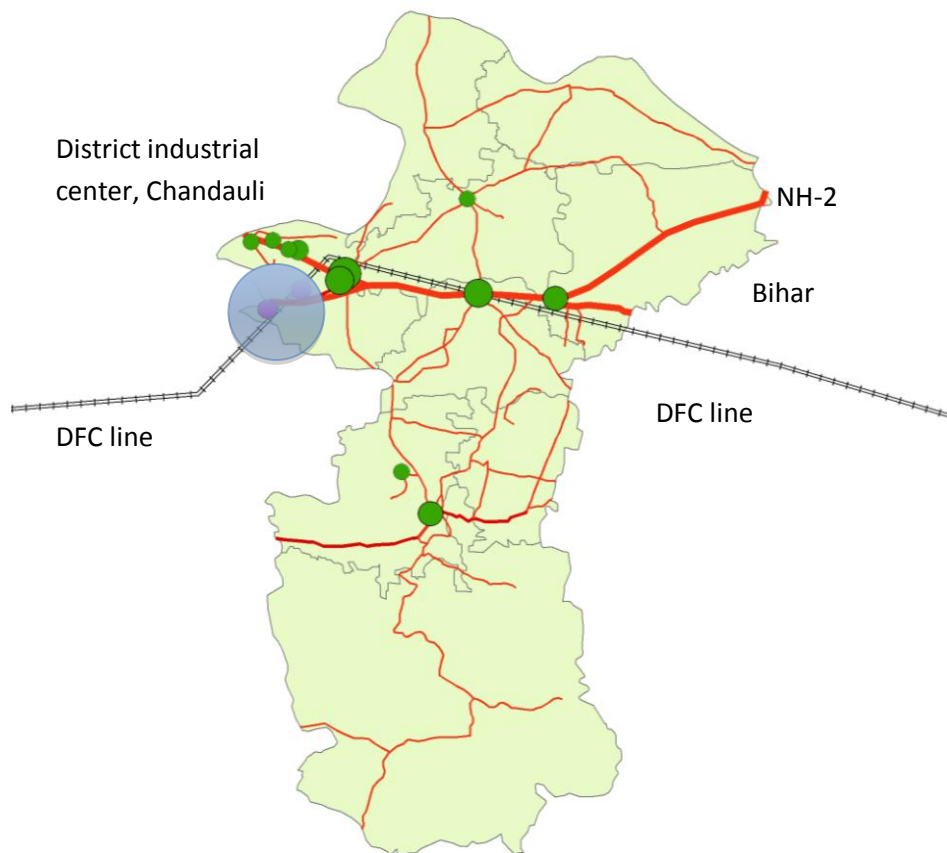 District industrial
center, Chandauli
NH-2
Bihar
DFC line
DFC line